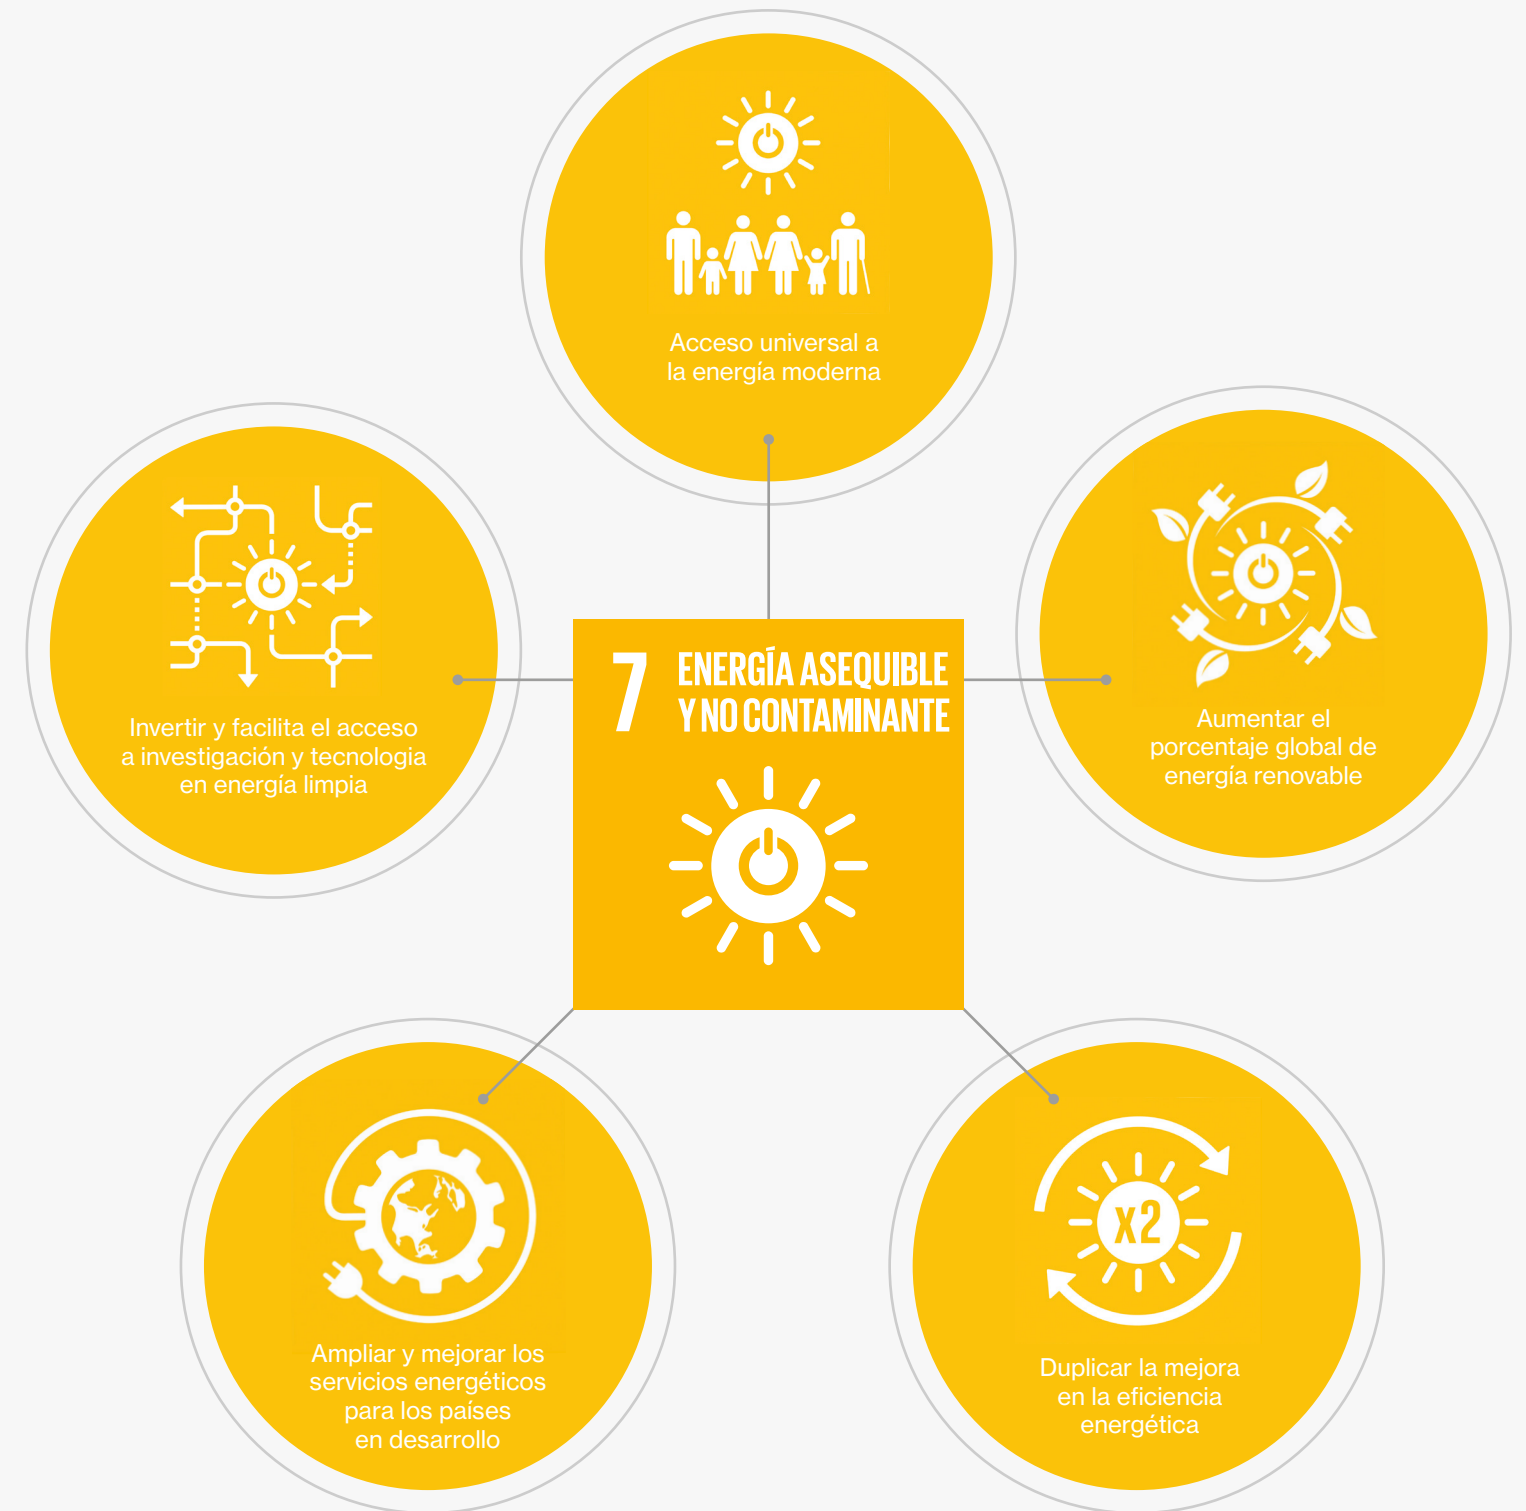 Acceso universal a
la energía moderna
Invertir y facilita el acceso
a investigación y tecnologia
en energía limpia
7
ENERGÍA ASEQUIBLE
Y NO CONTAMINANTE
Aumentar el
porcentaje global de
energía renovable
Ampliar y mejorar los
servicios energéticos
para los países
en desarrollo
x2
Duplicar la mejora
en la eficiencia
energética